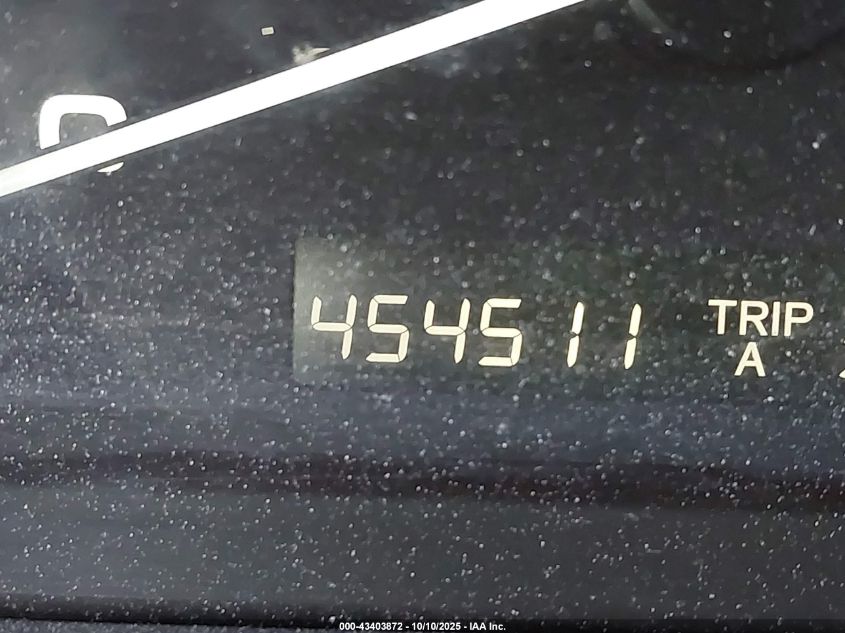 454511 TRIP
A
000-43403872 - 10/10/2025 - IAA Inc.